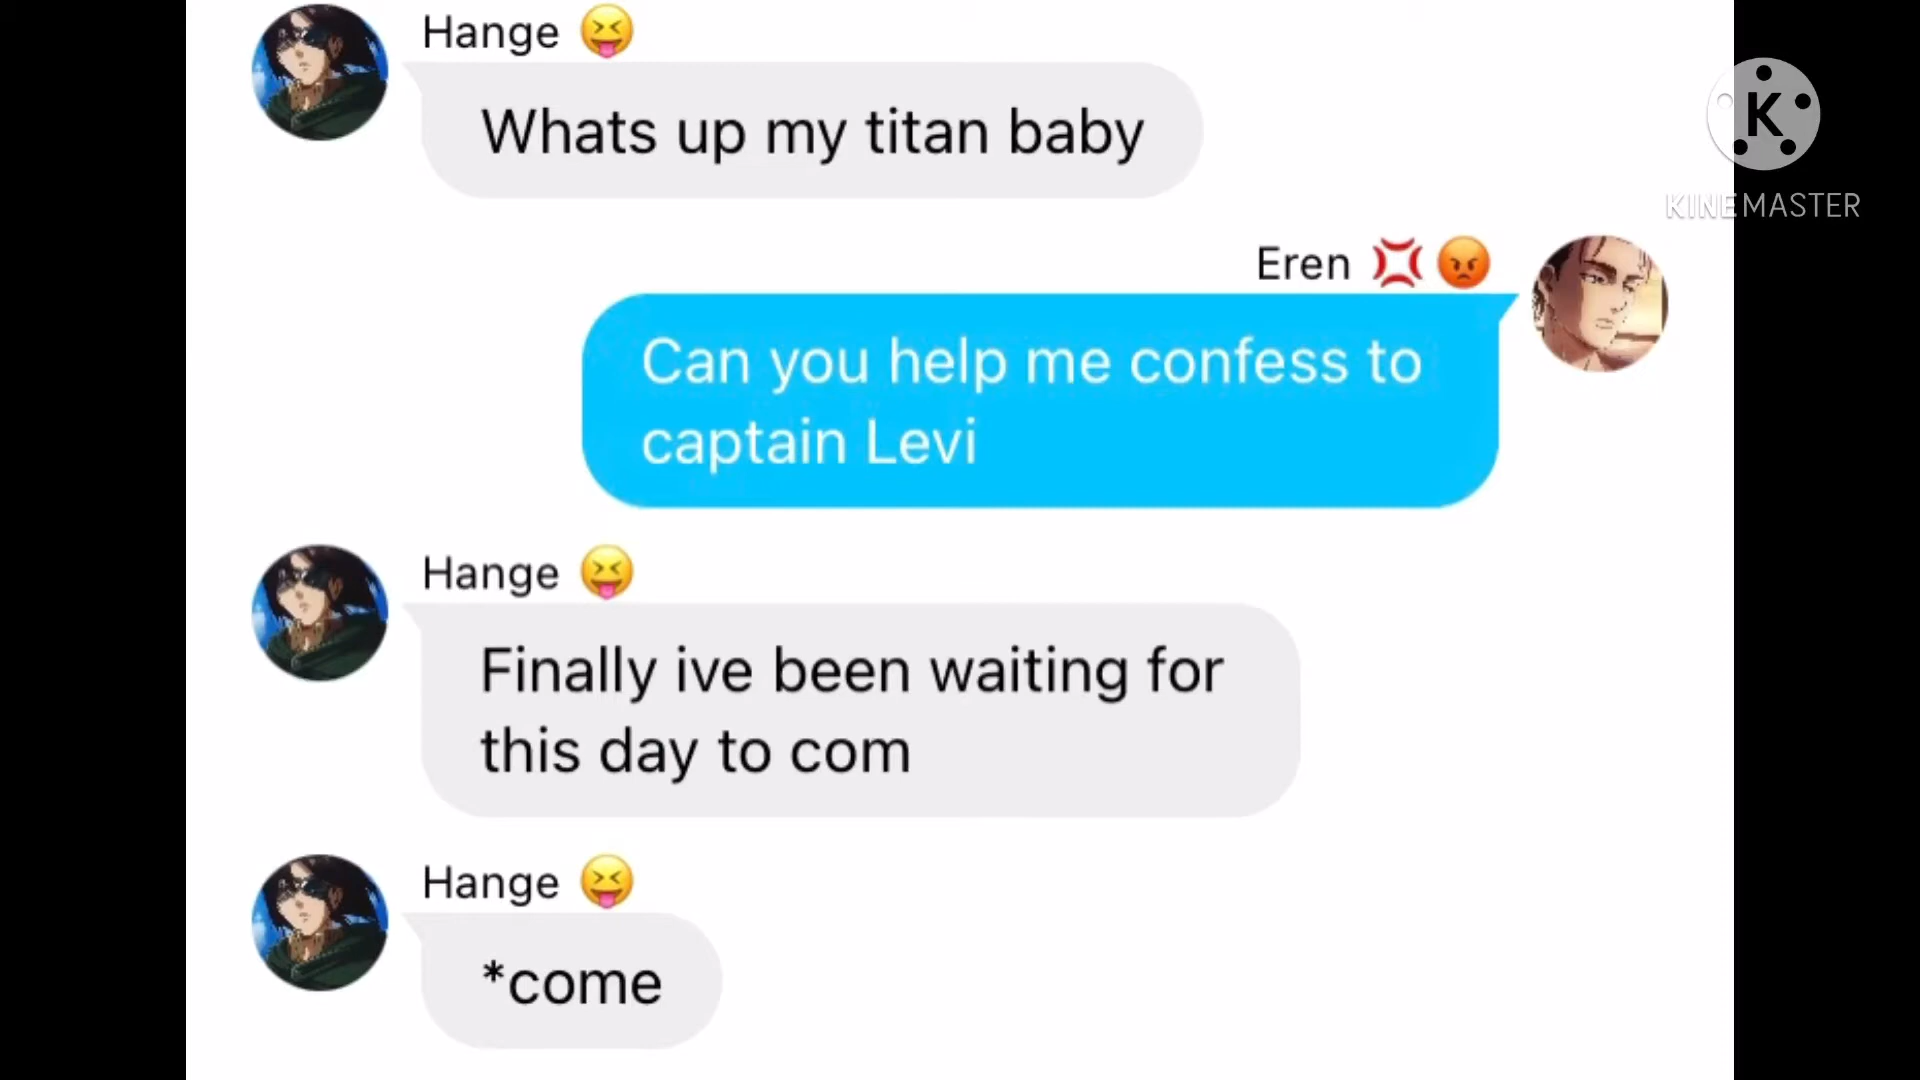 Hange 😝
Whats up my titan baby
K
KINEMASTER
Eren 💢 😡
Can you help me confess to
captain Levi
Hange 😝
Finally ive been waiting for
this day to com
Hange 😝
*come